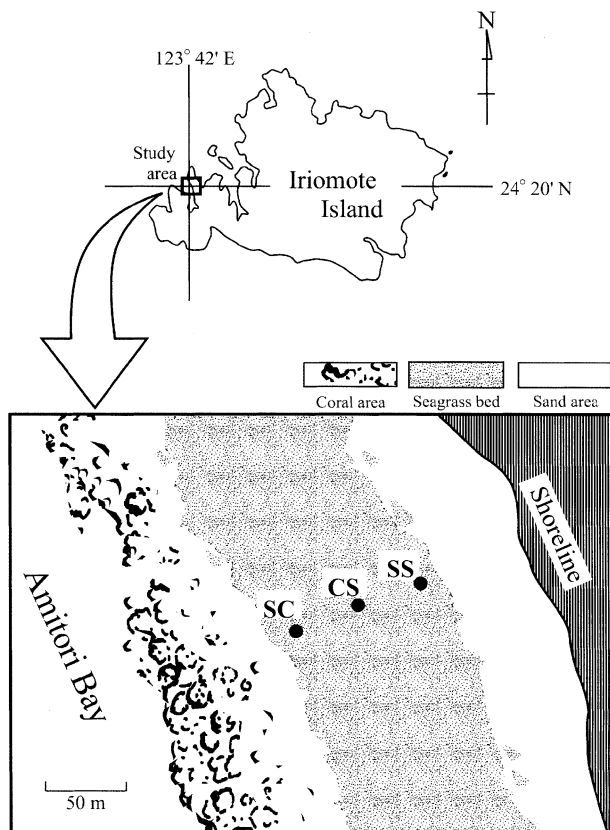 N
123° 42' E
Study
area
Iriomote
Island
24° 20' N
Coral area
Seagrass bed
Sand area
Shoreline
SS
CS
SC
Amitori Bay
50 m